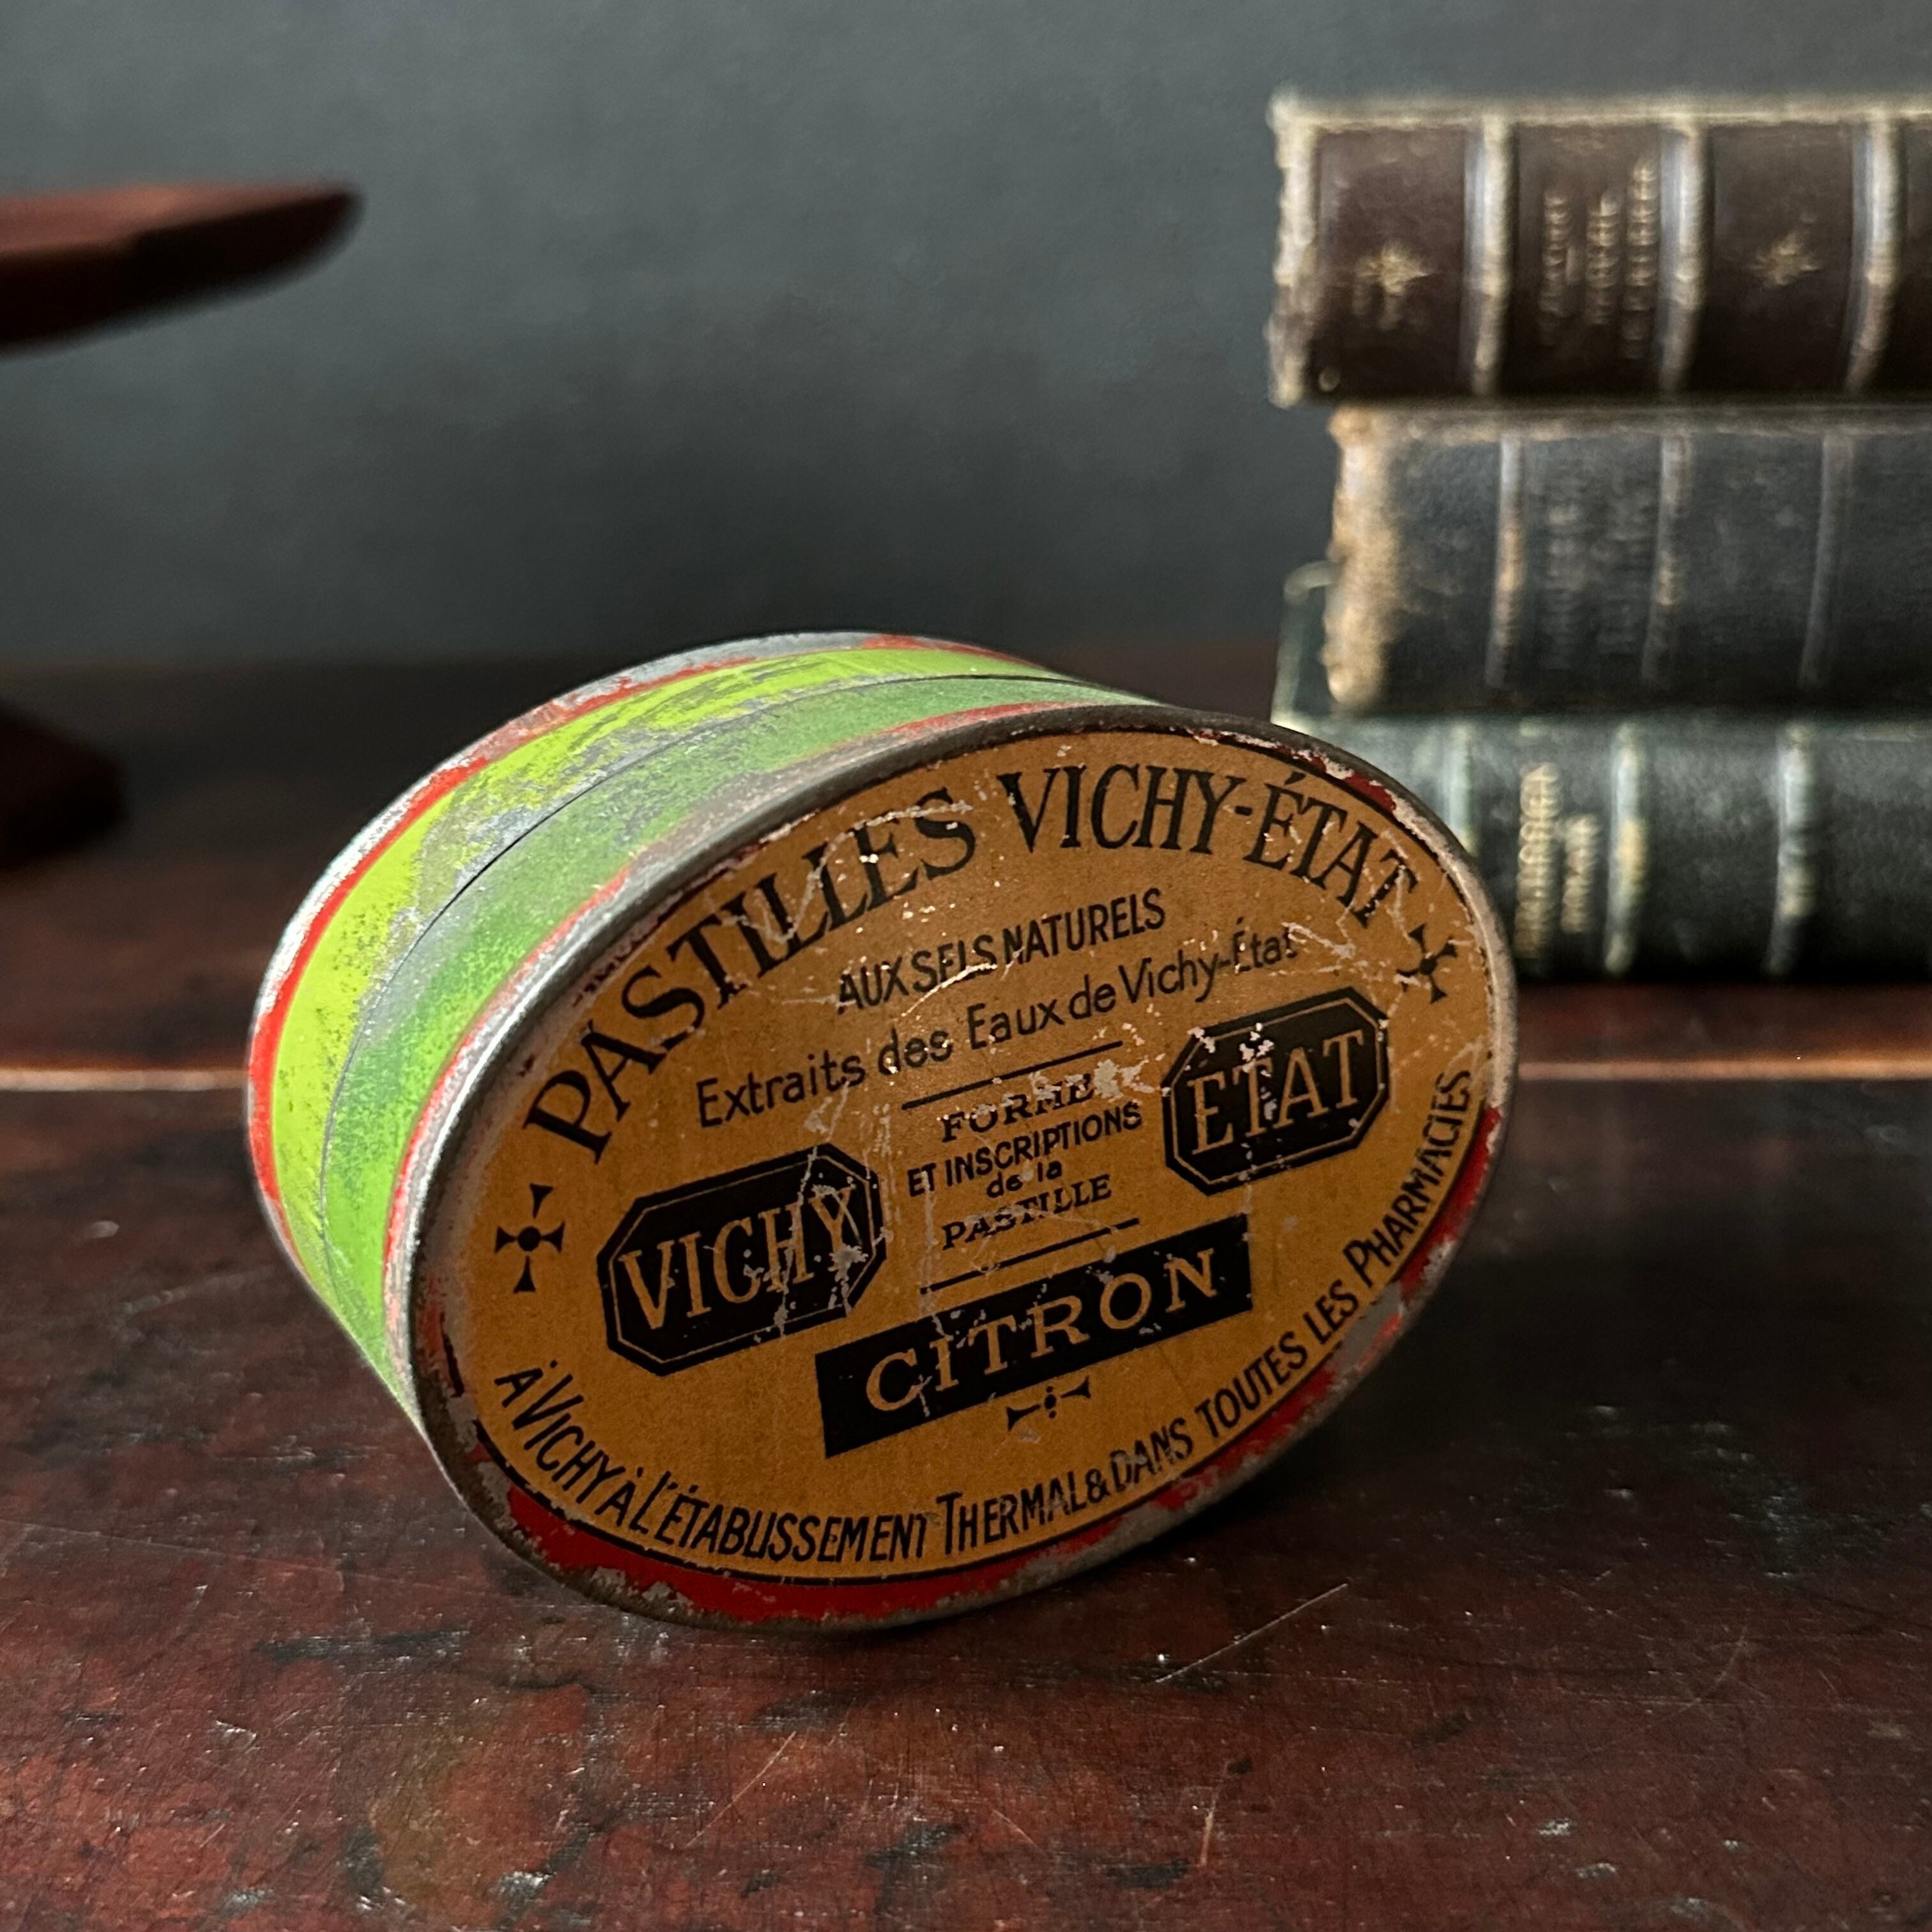 PASTILLES VICHY-ÉTAT
AUX SELS NATURELS
Extraits des Eaux de Vichy-État
FORME
ET INSCRIPTIONS
de la
PASTILLE
VICHY
ÉTAT
CITRON
À VICHY À L'ÉTABLISSEMENT THERMAL & DANS TOUTES LES PHARMACIES